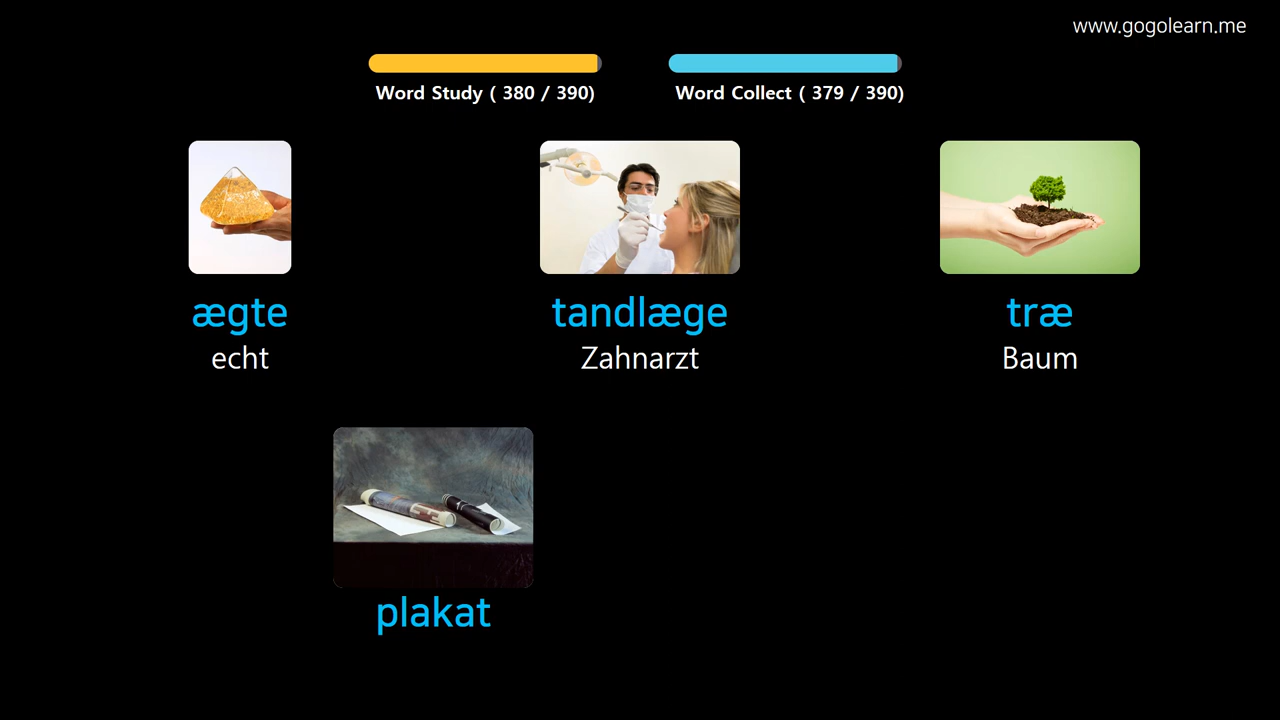 www.gogolearn.me
Word Study ( 380 / 390)
Word Collect ( 379 / 390)
ægte
echt
tandlæge
Zahnarzt
træ
Baum
plakat